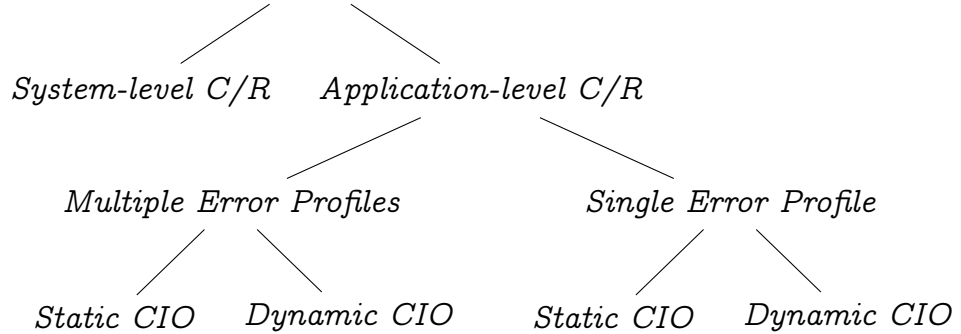 System-level C/R Application-level C/R
Multiple Error Profiles Single Error Profile
Static CIO Dynamic CIO Static CIO Dynamic CIO